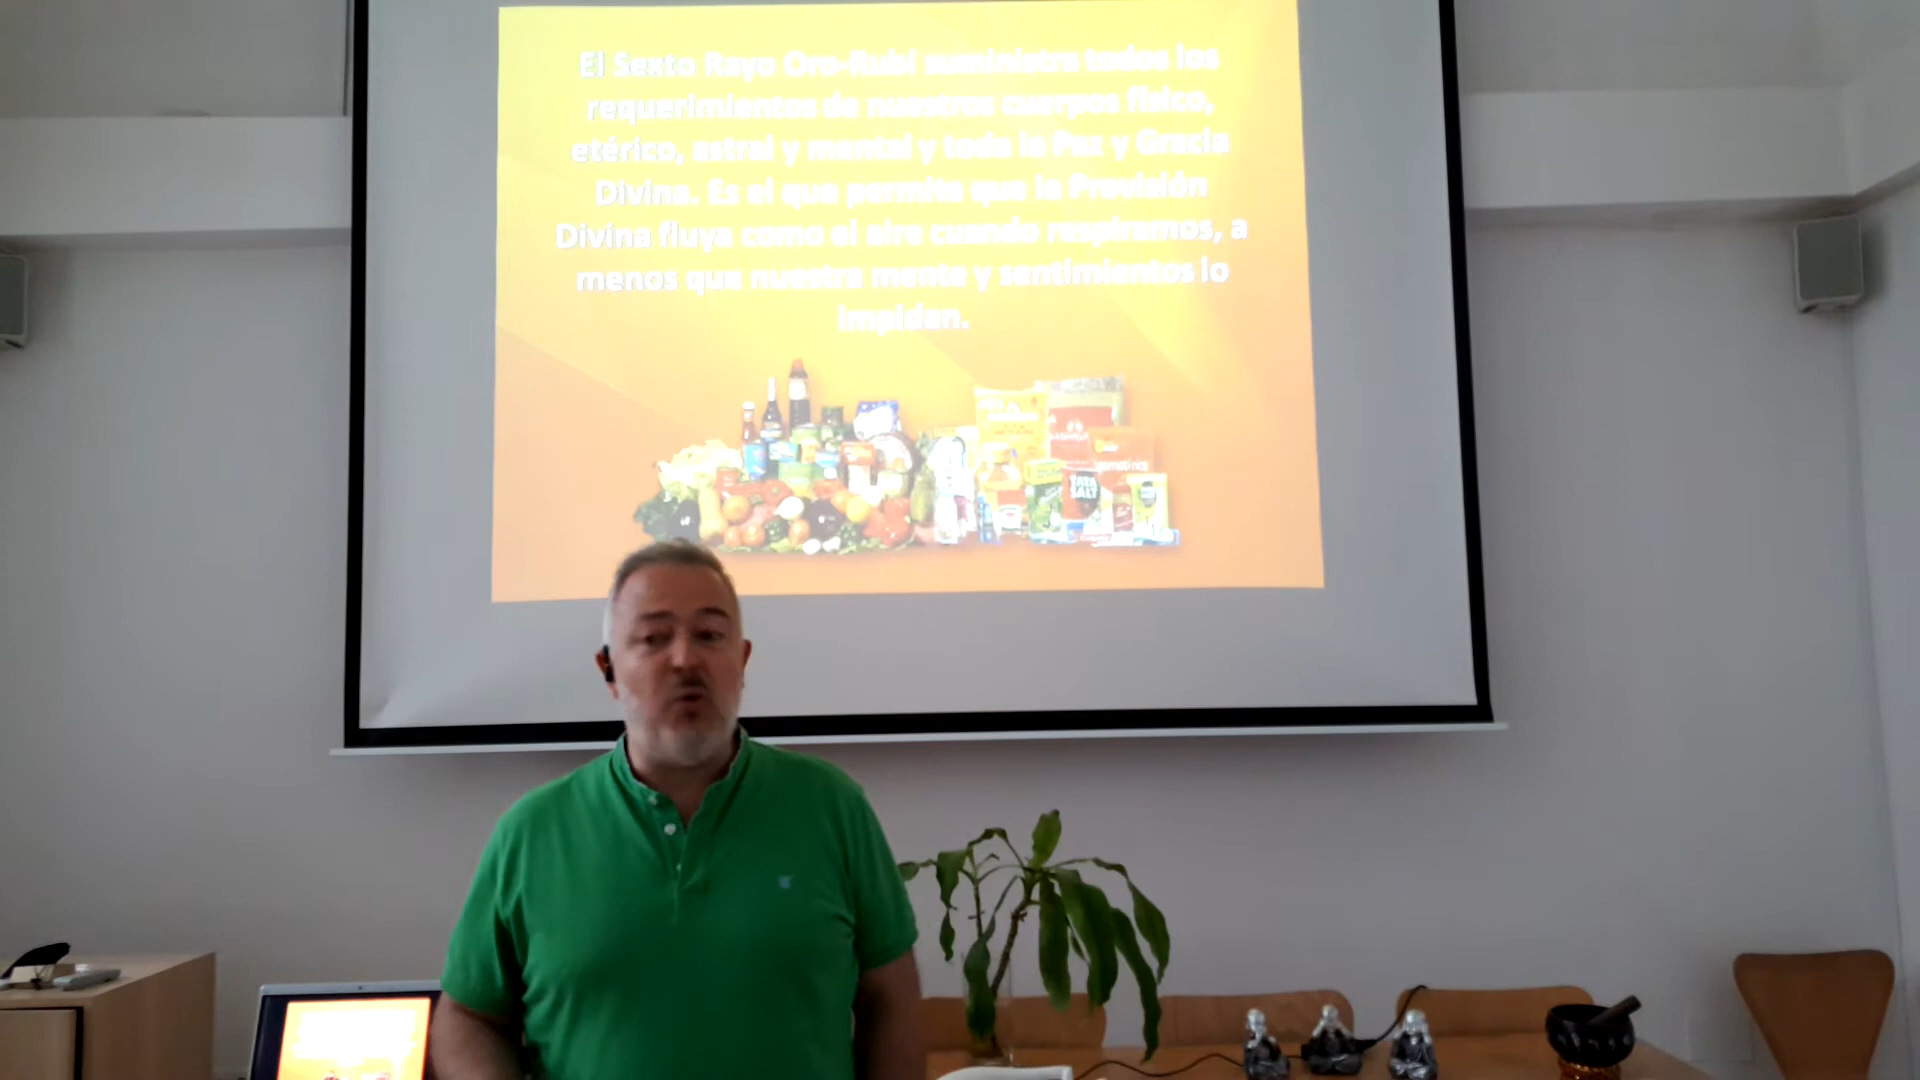 El Sexto Rayo Oro-Rubí suministra todos los
requerimientos de nuestros cuerpos físico,
etérico, astral y mental y toda la Paz y Gracia
Divina. Es el que permite que la Provisión
Divina fluya como el aire cuando respiramos, a
menos que nuestra mente y sentimientos lo
impidan.
TATA
SALT